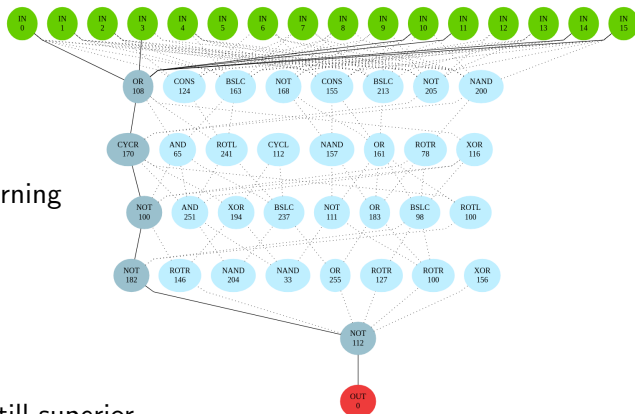 IN IN IN IN IN IN IN IN IN IN IN IN IN IN IN IN
0 1 2 3 4 5 6 7 8 9 10 11 12 13 14 15
OR CONS BSLC NOT CONS BSLC NOT NAND
108 124 163 168 155 213 205 200
CYCR AND ROTL CYCL NAND OR ROTR XOR
170 65 241 112 157 161 78 116
rning
NOT AND XOR BSLC NOT OR BSLC ROTL
100 251 194 237 111 183 98 100
NOT ROTR NAND NAND OR ROTR ROTR XOR
182 146 204 33 255 127 100 156
NOT
112
OUT
0
till superior